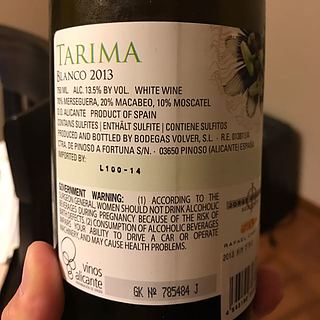 TARIMA
BLANCO 2013
750 ML. ALC. 13.5% BY VOL. WHITE WINE
70% MERSEGUERA, 20% MACABEO, 10% MOSCATEL
D.O. ALICANTE PRODUCT OF SPAIN
CONTAINS SULFITES | ENTHÄLT SULFITE | CONTIENE SULFITOS
PRODUCED AND BOTTLED BY BODEGAS VOLVER, S.L. - R.E.
CTRA. DE PINOSO A FORTUNA S/N. - 03650 PINOSO (ALICANTE) ESPAÑA
IMPORTED BY:
L100-14
GOVERNMENT WARNING: (1) ACCORDING TO THE
SURGEON GENERAL, WOMEN SHOULD NOT DRINK ALCOHOLIC
BEVERAGES DURING PREGNANCY BECAUSE OF THE RISK OF
BIRTH DEFECTS. (2) CONSUMPTION OF ALCOHOLIC BEVERAGES
IMPAIRS YOUR ABILITY TO DRIVE A CAR OR OPERATE
MACHINERY, AND MAY CAUSE HEALTH PROBLEMS.
vinos
alicante
GK Nº 785484 J
JORGE
RAFAEL